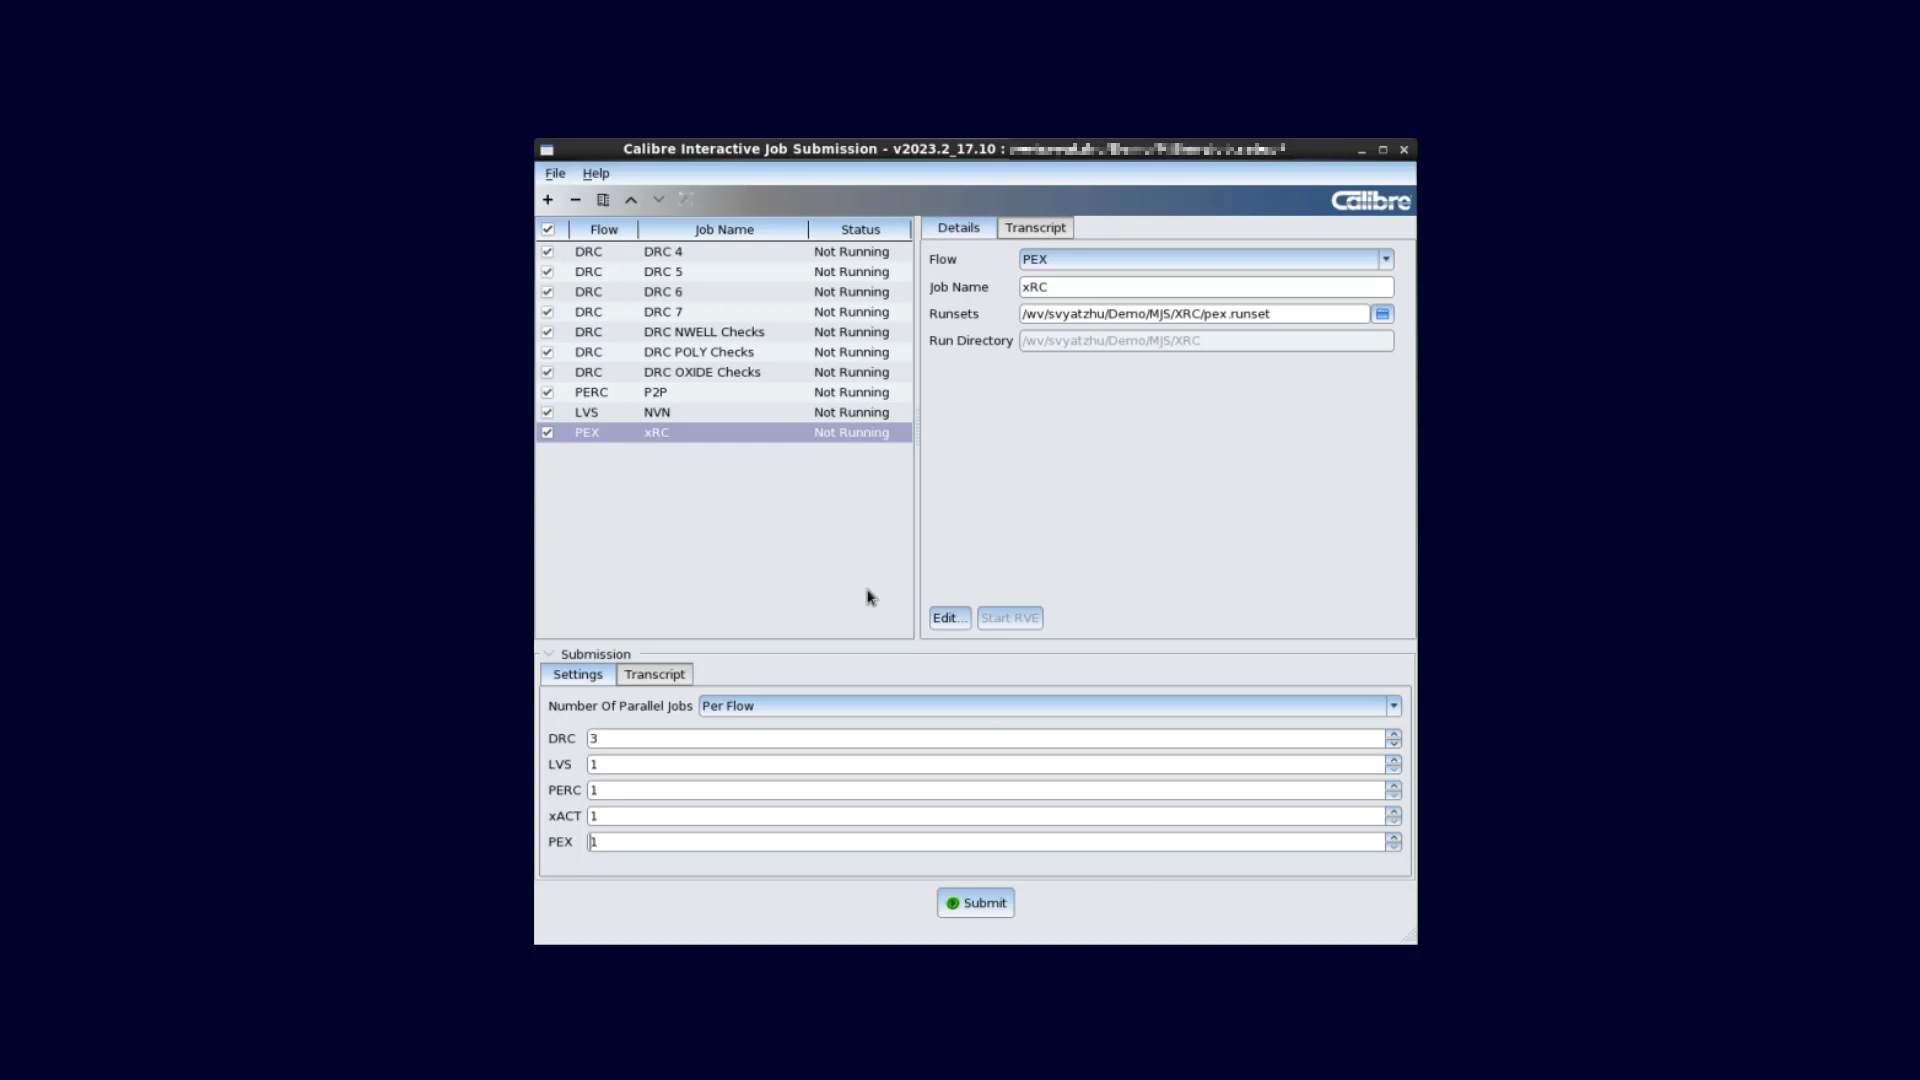 Calibre Interactive Job Submission - v2023.2_17.10 :
File Help
Calibre
Flow Job Name Status
DRC DRC 4 Not Running
DRC DRC 5 Not Running
DRC DRC 6 Not Running
DRC DRC 7 Not Running
DRC DRC NWELL Checks Not Running
DRC DRC POLY Checks Not Running
DRC DRC OXIDE Checks Not Running
PERC P2P Not Running
LVS NVN Not Running
PEX xRC Not Running
Details Transcript
Flow PEX
Job Name xRC
Runsets /wv/svyatzhu/Demo/MJS/XRC/pex.runset
Run Directory /wv/svyatzhu/Demo/MJS/XRC
Edit... Start RVE
Submission
Settings Transcript
Number Of Parallel Jobs Per Flow
DRC 3
LVS 1
PERC 1
xACT 1
PEX 1
Submit